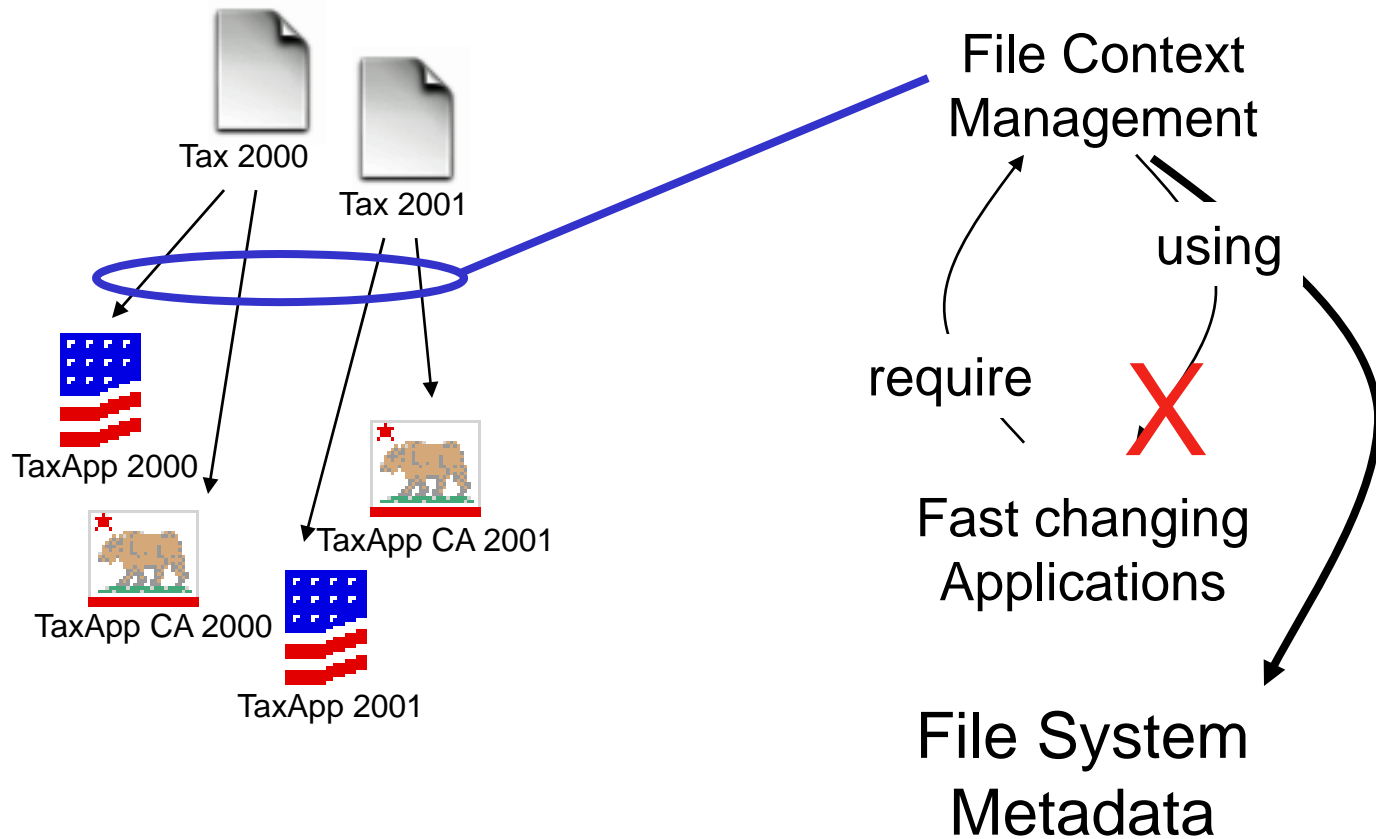 Tax 2000
Tax 2001
TaxApp 2000
TaxApp CA 2001
TaxApp CA 2000
TaxApp 2001
File Context
Management
using
require
X
Fast changing
Applications
File System
Metadata